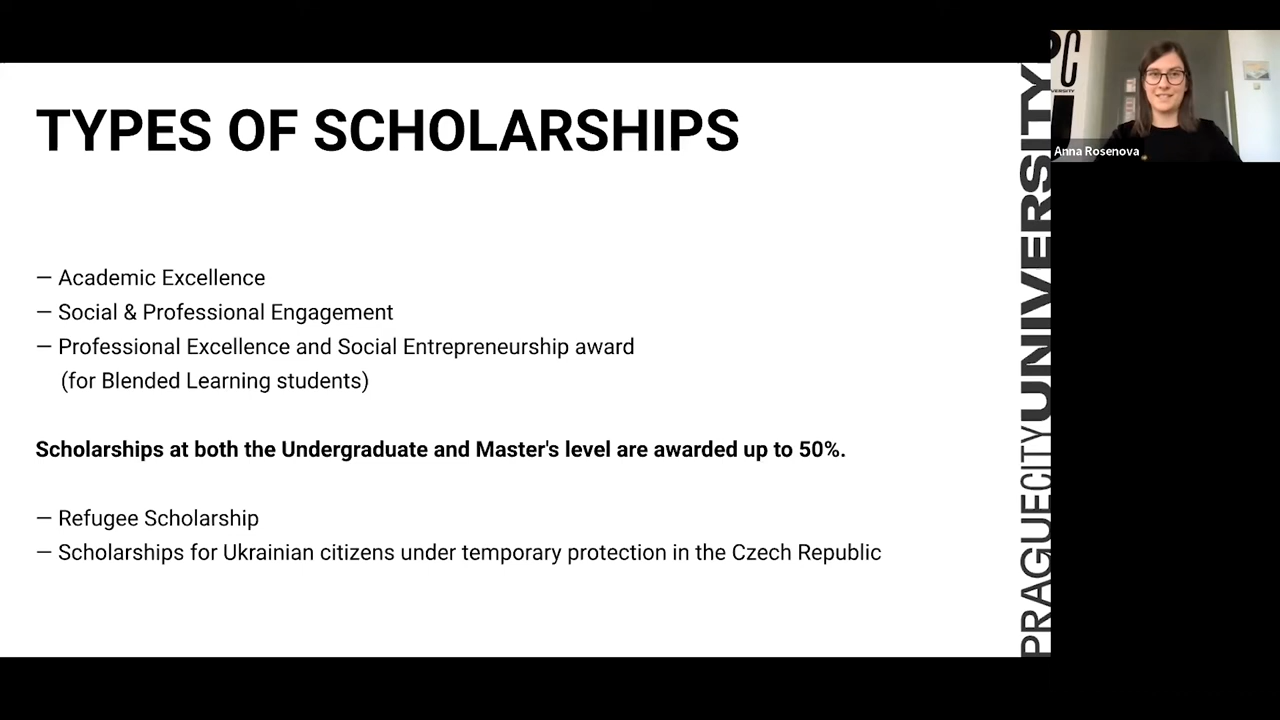 TYPES OF SCHOLARSHIPS
— Academic Excellence
— Social & Professional Engagement
— Professional Excellence and Social Entrepreneurship award
(for Blended Learning students)
Scholarships at both the Undergraduate and Master's level are awarded up to 50%.
— Refugee Scholarship
— Scholarships for Ukrainian citizens under temporary protection in the Czech Republic
PRAGUECITYUNIVERSITY
Anna Rosenova